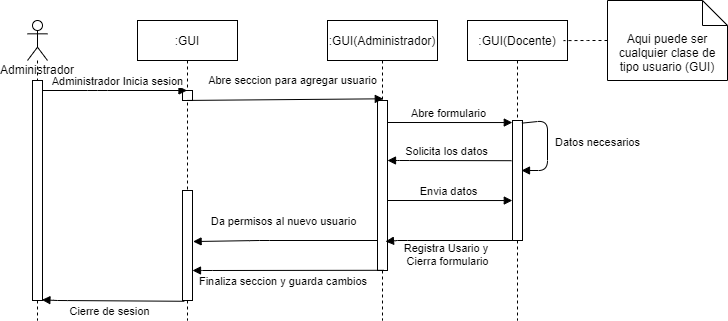 :GUI
:GUI(Administrador)
:GUI(Docente)
Aqui puede ser
cualquier clase de
tipo usuario (GUI)
Administrador
Administrador Inicia sesion
Abre seccion para agregar usuario
Abre formulario
Datos necesarios
Solicita los datos
Envia datos
Da permisos al nuevo usuario
Registra Usario y
Cierra formulario
Finaliza seccion y guarda cambios
Cierre de sesion